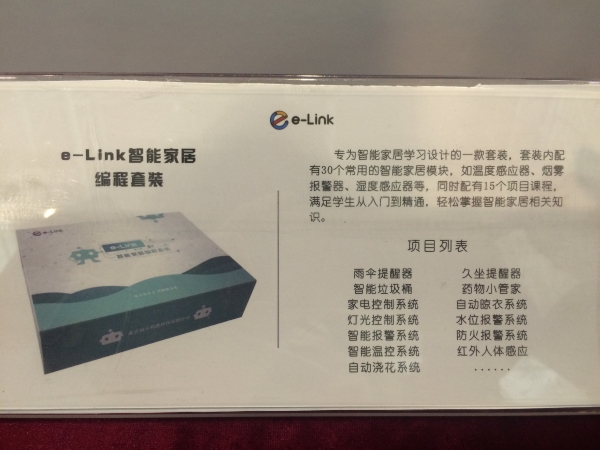 e-Link
e-Link智能家居
编程套装
e-Link
e-Link
专为智能家居学习设计的一款套装，套装内配
有30个常用的智能家居模块，如温度感应器、烟雾
报警器、湿度感应器等，同时配有15个项目课程，
满足学生从入门到精通，轻松掌握智能家居相关知
识。
项目列表
雨伞提醒器
久坐提醒器
智能垃圾桶
药物小管家
家电控制系统
自动晾衣系统
灯光控制系统
水位报警系统
智能报警系统
防火报警系统
智能温控系统
红外人体感应
自动浇花系统
......